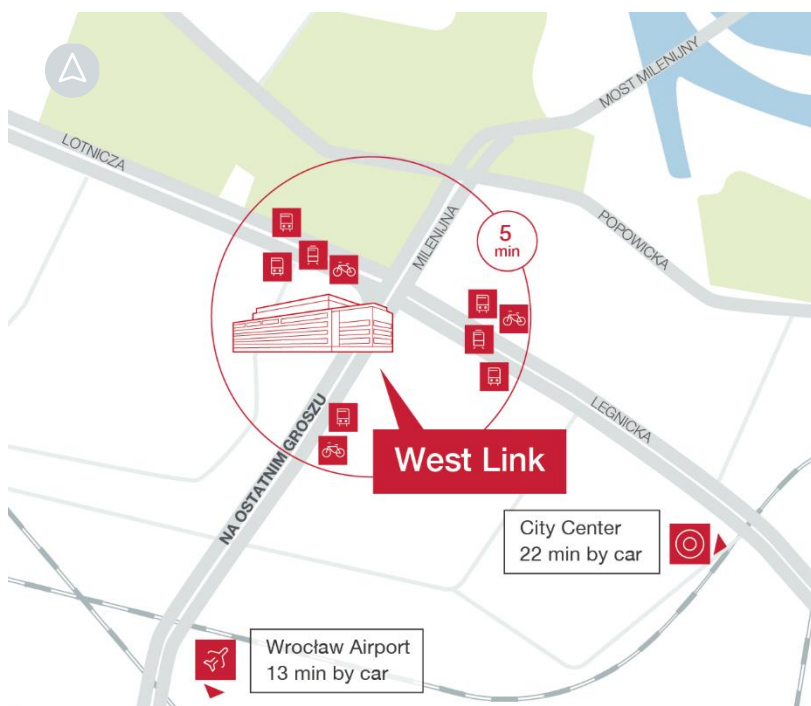 MOST MILENIJNY
LOTNICZA
MILENIJNA
5
min
POPOWICKA
LEGNICKA
NA OSTATNIM GROSZU
West Link
City Center
22 min by car
Wrocław Airport
13 min by car